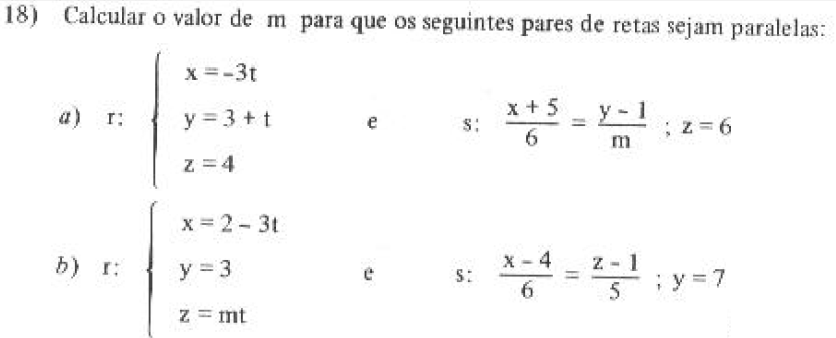 18) Calcular o valor de m para que os seguintes pares de retas sejam paralelas:
a) r: { x = -3t
y = 3 + t
z = 4
e s: (x + 5)/6 = (y - 1)/m ; z = 6
b) r: { x = 2 - 3t
y = 3
z = mt
e s: (x - 4)/6 = (z - 1)/5 ; y = 7